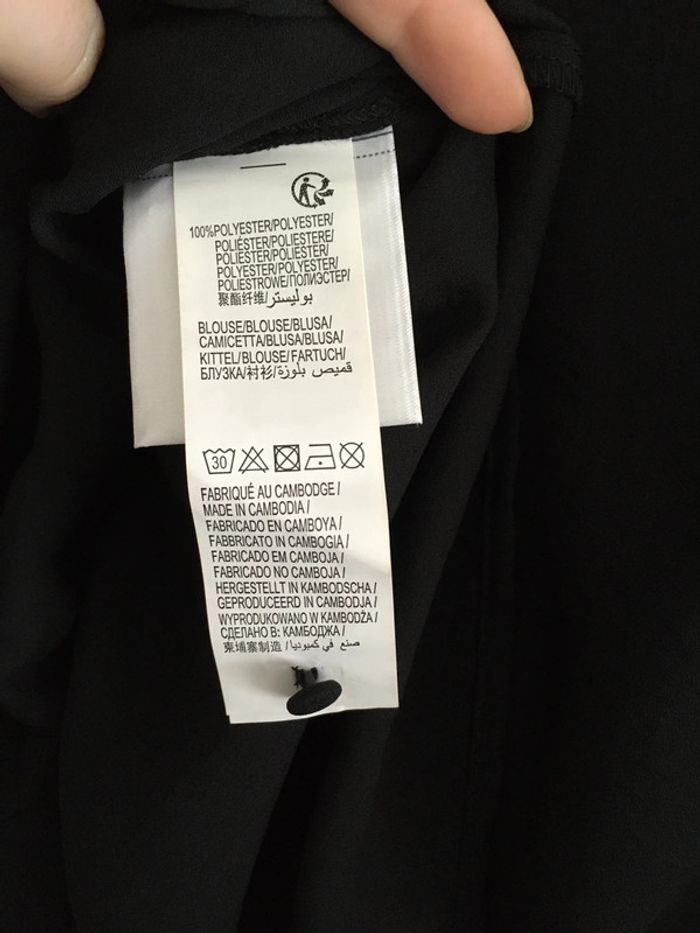 100%POLYESTER/POLYESTER/
POLIÉSTER/POLIESTERE/
POLIESTER/POLIESTER/
POLYESTER/POLYESTER/
POLIESTROWE/ПОЛИЭСТЕР/
聚酯纤维/بوليستر
BLOUSE/BLOUSE/BLUSA/
CAMICETTA/BLUSA/BLUSA/
KITTEL/BLOUSE/FARTUCH/
БЛУЗКА/衬衫/قميص بلوزة
30
FABRIQUÉ AU CAMBODGE /
MADE IN CAMBODIA /
FABRICADO EN CAMBOYA /
FABBRICATO IN CAMBOGIA /
FABRICADO EM CAMBOJA /
FABRICADO NO CAMBOJA /
HERGESTELLT IN KAMBODSCHA /
GEPRODUCEERD IN CAMBODJA /
WYPRODUKOWANO W KAMBODŻA /
СДЕЛАНО В: КАМБОДЖА /
柬埔寨制造 / صنع في كمبوديا